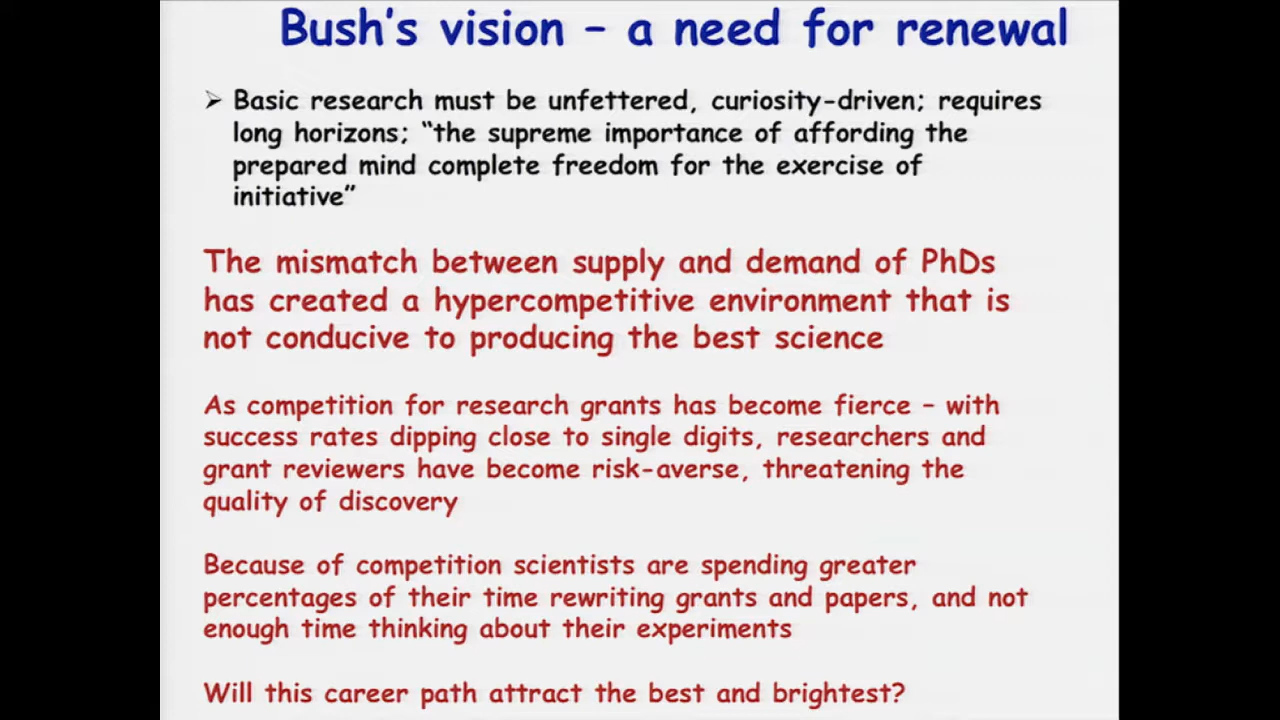 Bush's vision – a need for renewal
➢ Basic research must be unfettered, curiosity-driven; requires
long horizons; “the supreme importance of affording the
prepared mind complete freedom for the exercise of
initiative”
The mismatch between supply and demand of PhDs
has created a hypercompetitive environment that is
not conducive to producing the best science
As competition for research grants has become fierce – with
success rates dipping close to single digits, researchers and
grant reviewers have become risk-averse, threatening the
quality of discovery
Because of competition scientists are spending greater
percentages of their time rewriting grants and papers, and not
enough time thinking about their experiments
Will this career path attract the best and brightest?